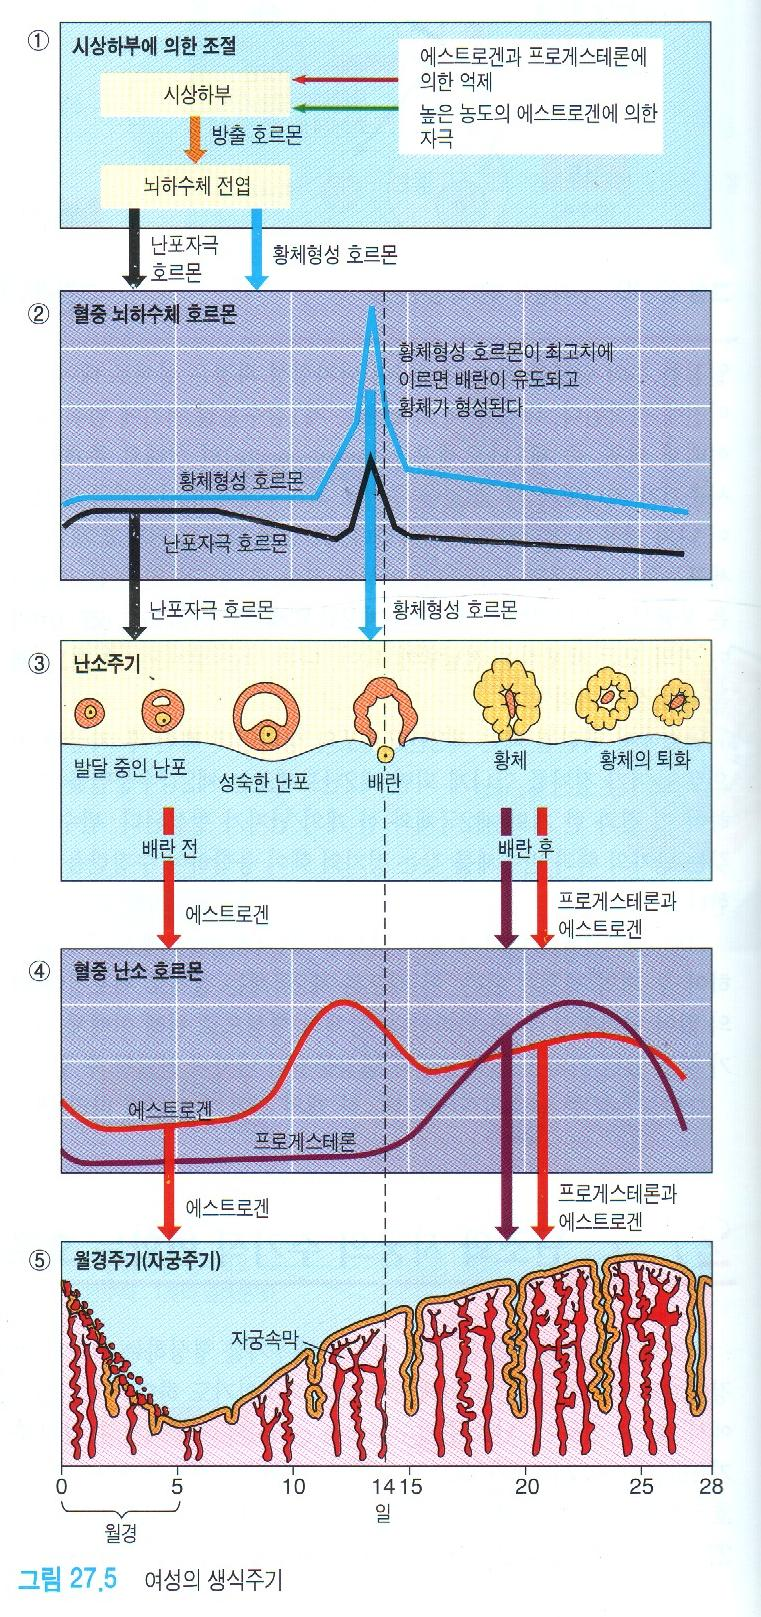 ①
시상하부에 의한 조절
에스트로겐과 프로게스테론에
의한 억제
높은 농도의 에스트로겐에 의한
자극
시상하부
방출 호르몬
뇌하수체 전엽
난포자극
호르몬
황체형성 호르몬
②
혈중 뇌하수체 호르몬
황체형성 호르몬이 최고치에
이르면 배란이 유도되고
황체가 형성된다
황체형성 호르몬
난포자극 호르몬
난포자극 호르몬
황체형성 호르몬
③
난소주기
발달 중인 난포
성숙한 난포
배란
황체
황체의 퇴화
배란 전
배란 후
에스트로겐
프로게스테론과
에스트로겐
④
혈중 난소 호르몬
에스트로겐
프로게스테론
에스트로겐
프로게스테론과
에스트로겐
⑤
월경주기(자궁주기)
자궁속막
0 5 10 14 15 20 25 28
일
월경
그림 27.5 여성의 생식주기